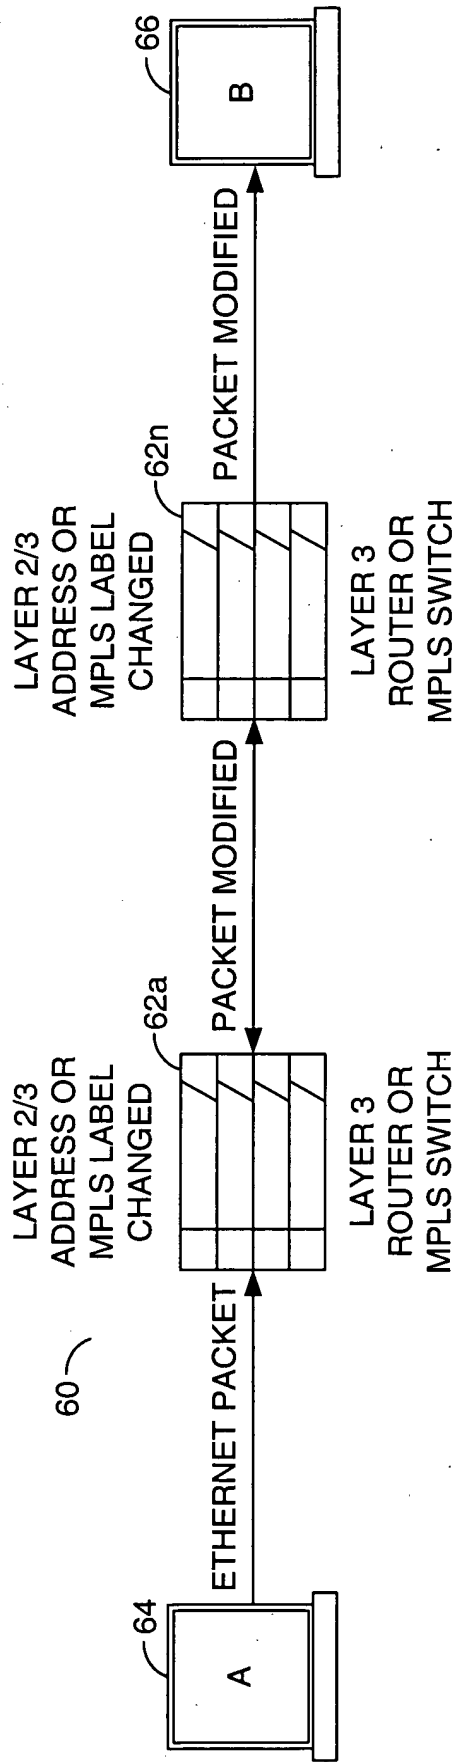 60
64
A
ETHERNET PACKET
LAYER 2/3
ADDRESS OR
MPLS LABEL
CHANGED
62a
LAYER 3
ROUTER OR
MPLS SWITCH
PACKET MODIFIED
LAYER 2/3
ADDRESS OR
MPLS LABEL
CHANGED
62n
LAYER 3
ROUTER OR
MPLS SWITCH
PACKET MODIFIED
66
B